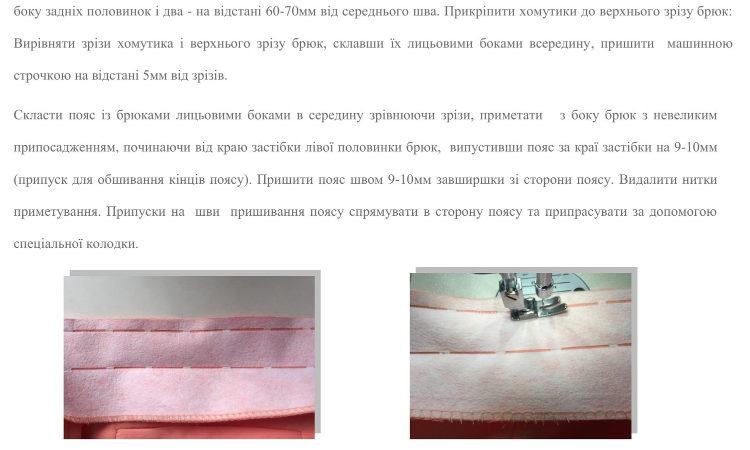 боку задніх половинок і два - на відстані 60-70мм від середнього шва. Прикріпити хомутики до верхнього зрізу брюк:
Вирівняти зрізи хомутика і верхнього зрізу брюк, склавши їх лицьовими боками всередину, пришити машинною
строчкою на відстані 5мм від зрізів.
Скласти пояс із брюками лицьовими боками в середину зрівнюючи зрізи, приметати з боку брюк з невеликим
припосадженням, починаючи від краю застібки лівої половинки брюк, випустивши пояс за краї застібки на 9-10мм
(припуск для обшивання кінців поясу). Пришити пояс швом 9-10мм завширшки зі сторони поясу. Видалити нитки
приметування. Припуски на шви пришивання поясу спрямувати в сторону поясу та припрасувати за допомогою
спеціальної колодки.